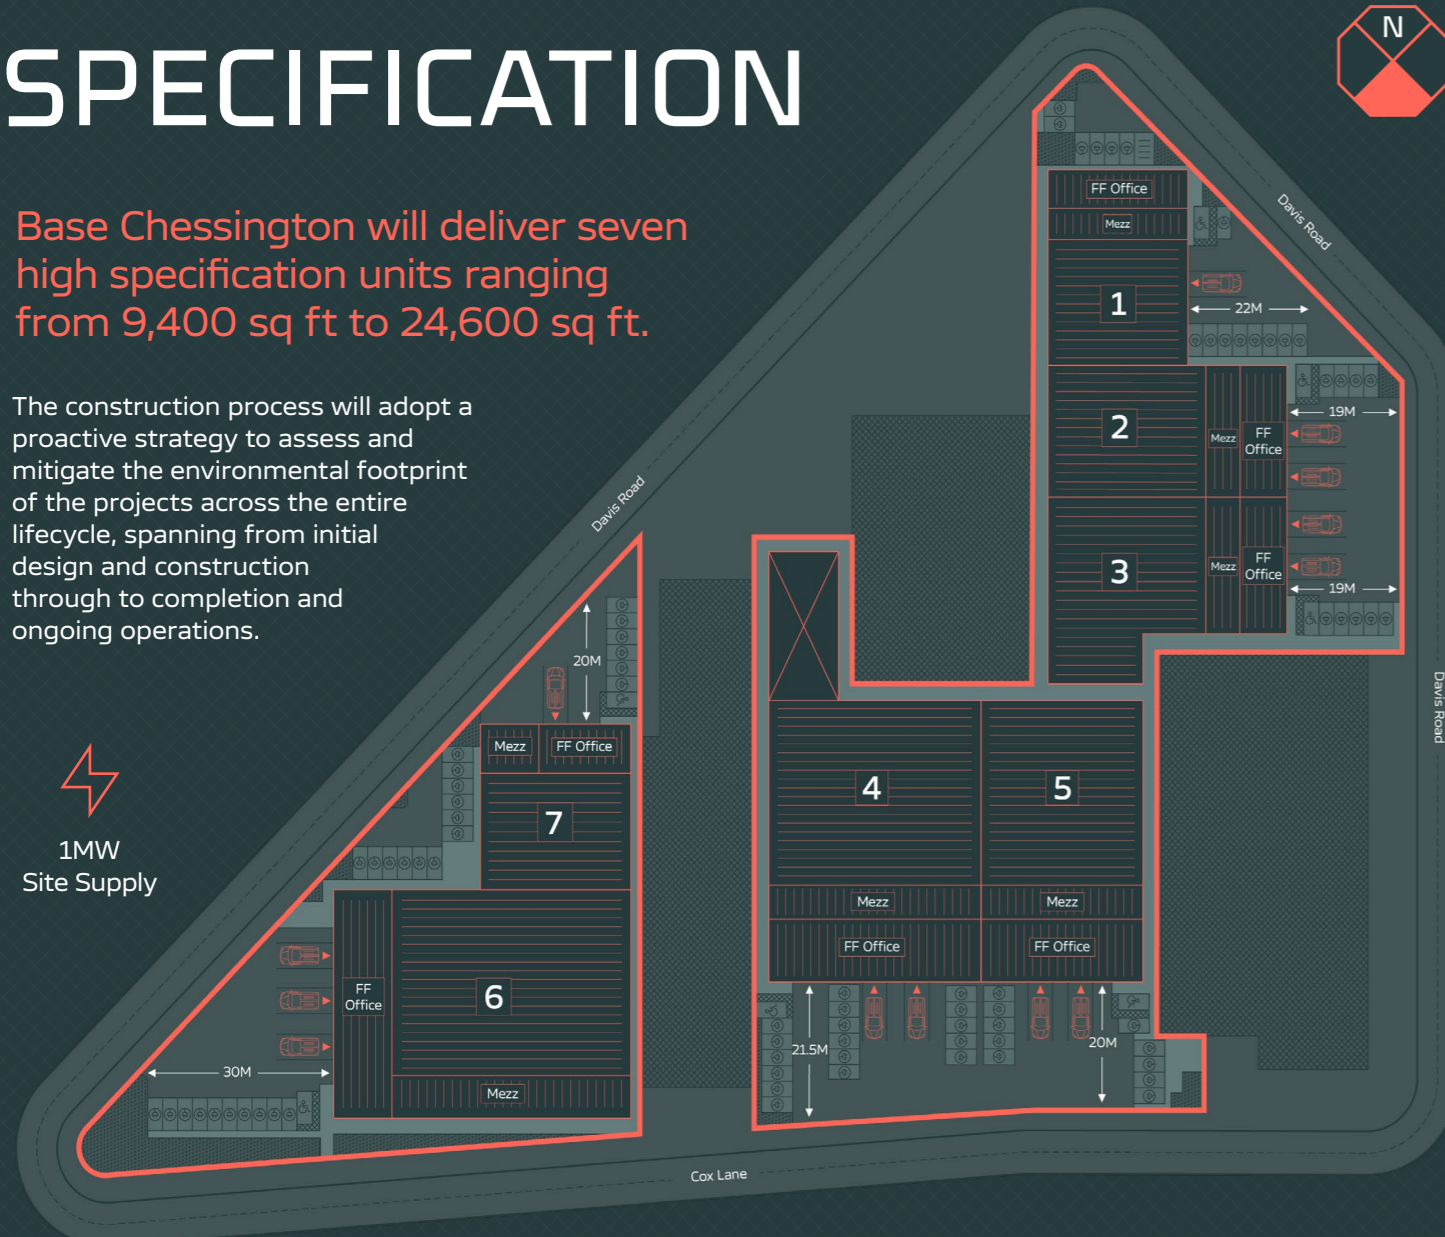 SPECIFICATION
N
Base Chessington will deliver seven
high specification units ranging
from 9,400 sq ft to 24,600 sq ft.
The construction process will adopt a
proactive strategy to assess and
mitigate the environmental footprint
of the projects across the entire
lifecycle, spanning from initial
design and construction
through to completion and
ongoing operations.
1MW
Site Supply
Davis Road
Davis Road
Davis Road
Cox Lane
FF Office
Mezz
1
22M
2
Mezz
FF
Office
19M
3
Mezz
FF
Office
19M
4
Mezz
FF Office
21.5M
5
Mezz
FF Office
20M
20M
Mezz
FF Office
7
FF
Office
6
Mezz
30M